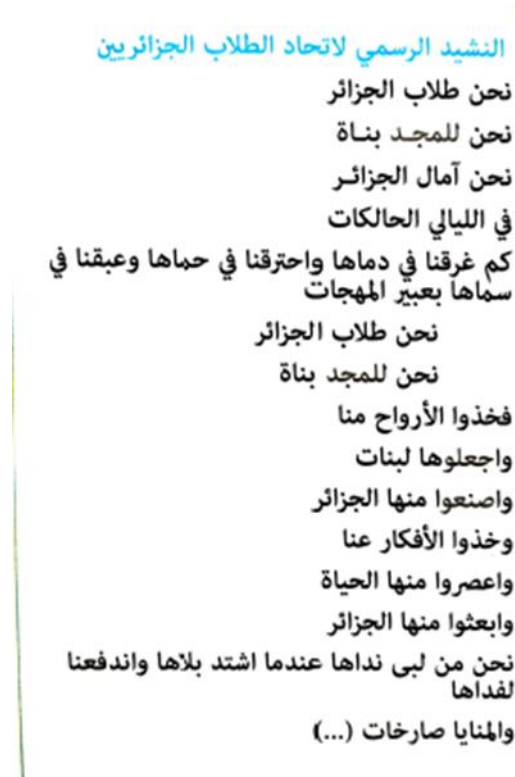 النشيد الرسمي لاتحاد الطلاب الجزائريين
نحن طلاب الجزائر
نحن للمجـد بنـاة
نحن آمال الجزائـر
في الليالي الحالكات
كم غرقنا في دماها واحترقنا في حماها وعبقنا في
سماها بعبير المهجات
نحن طلاب الجزائر
نحن للمجد بناة
فخذوا الأرواح منا
واجعلوها لبنات
واصنعوا منها الجزائر
وخذوا الأفكار عنا
واعصروا منها الحياة
وابعثوا منها الجزائر
نحن من لبى نداها عندما اشتد بلاها واندفعنا
لفداها
والمنايا صارخات (...)